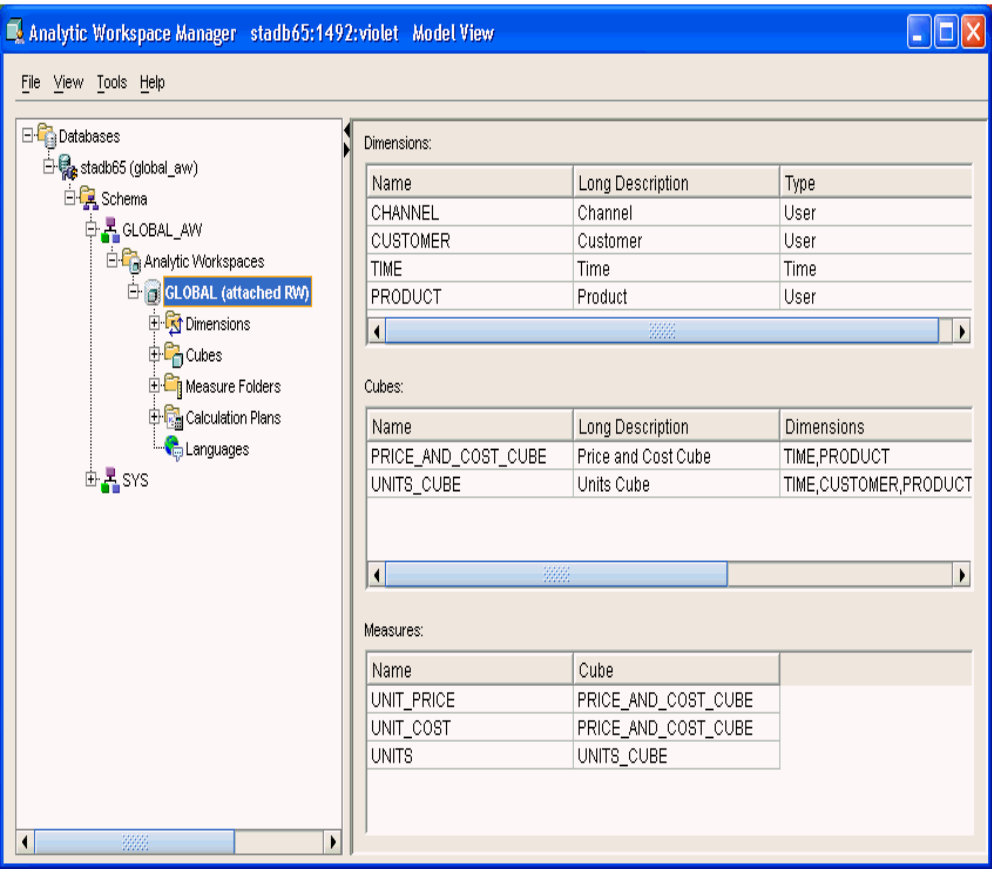 Analytic Workspace Manager stadb65:1492:violet Model View
File View Tools Help
Databases
stadb65 (global_aw)
Schema
GLOBAL_AW
Analytic Workspaces
GLOBAL (attached RW)
Dimensions
Cubes
Measure Folders
Calculation Plans
Languages
SYS
Dimensions:
Name Long Description Type
CHANNEL Channel User
CUSTOMER Customer User
TIME Time Time
PRODUCT Product User
Cubes:
Name Long Description Dimensions
PRICE_AND_COST_CUBE Price and Cost Cube TIME,PRODUCT
UNITS_CUBE Units Cube TIME,CUSTOMER,PRODUCT
Measures:
Name Cube
UNIT_PRICE PRICE_AND_COST_CUBE
UNIT_COST PRICE_AND_COST_CUBE
UNITS UNITS_CUBE